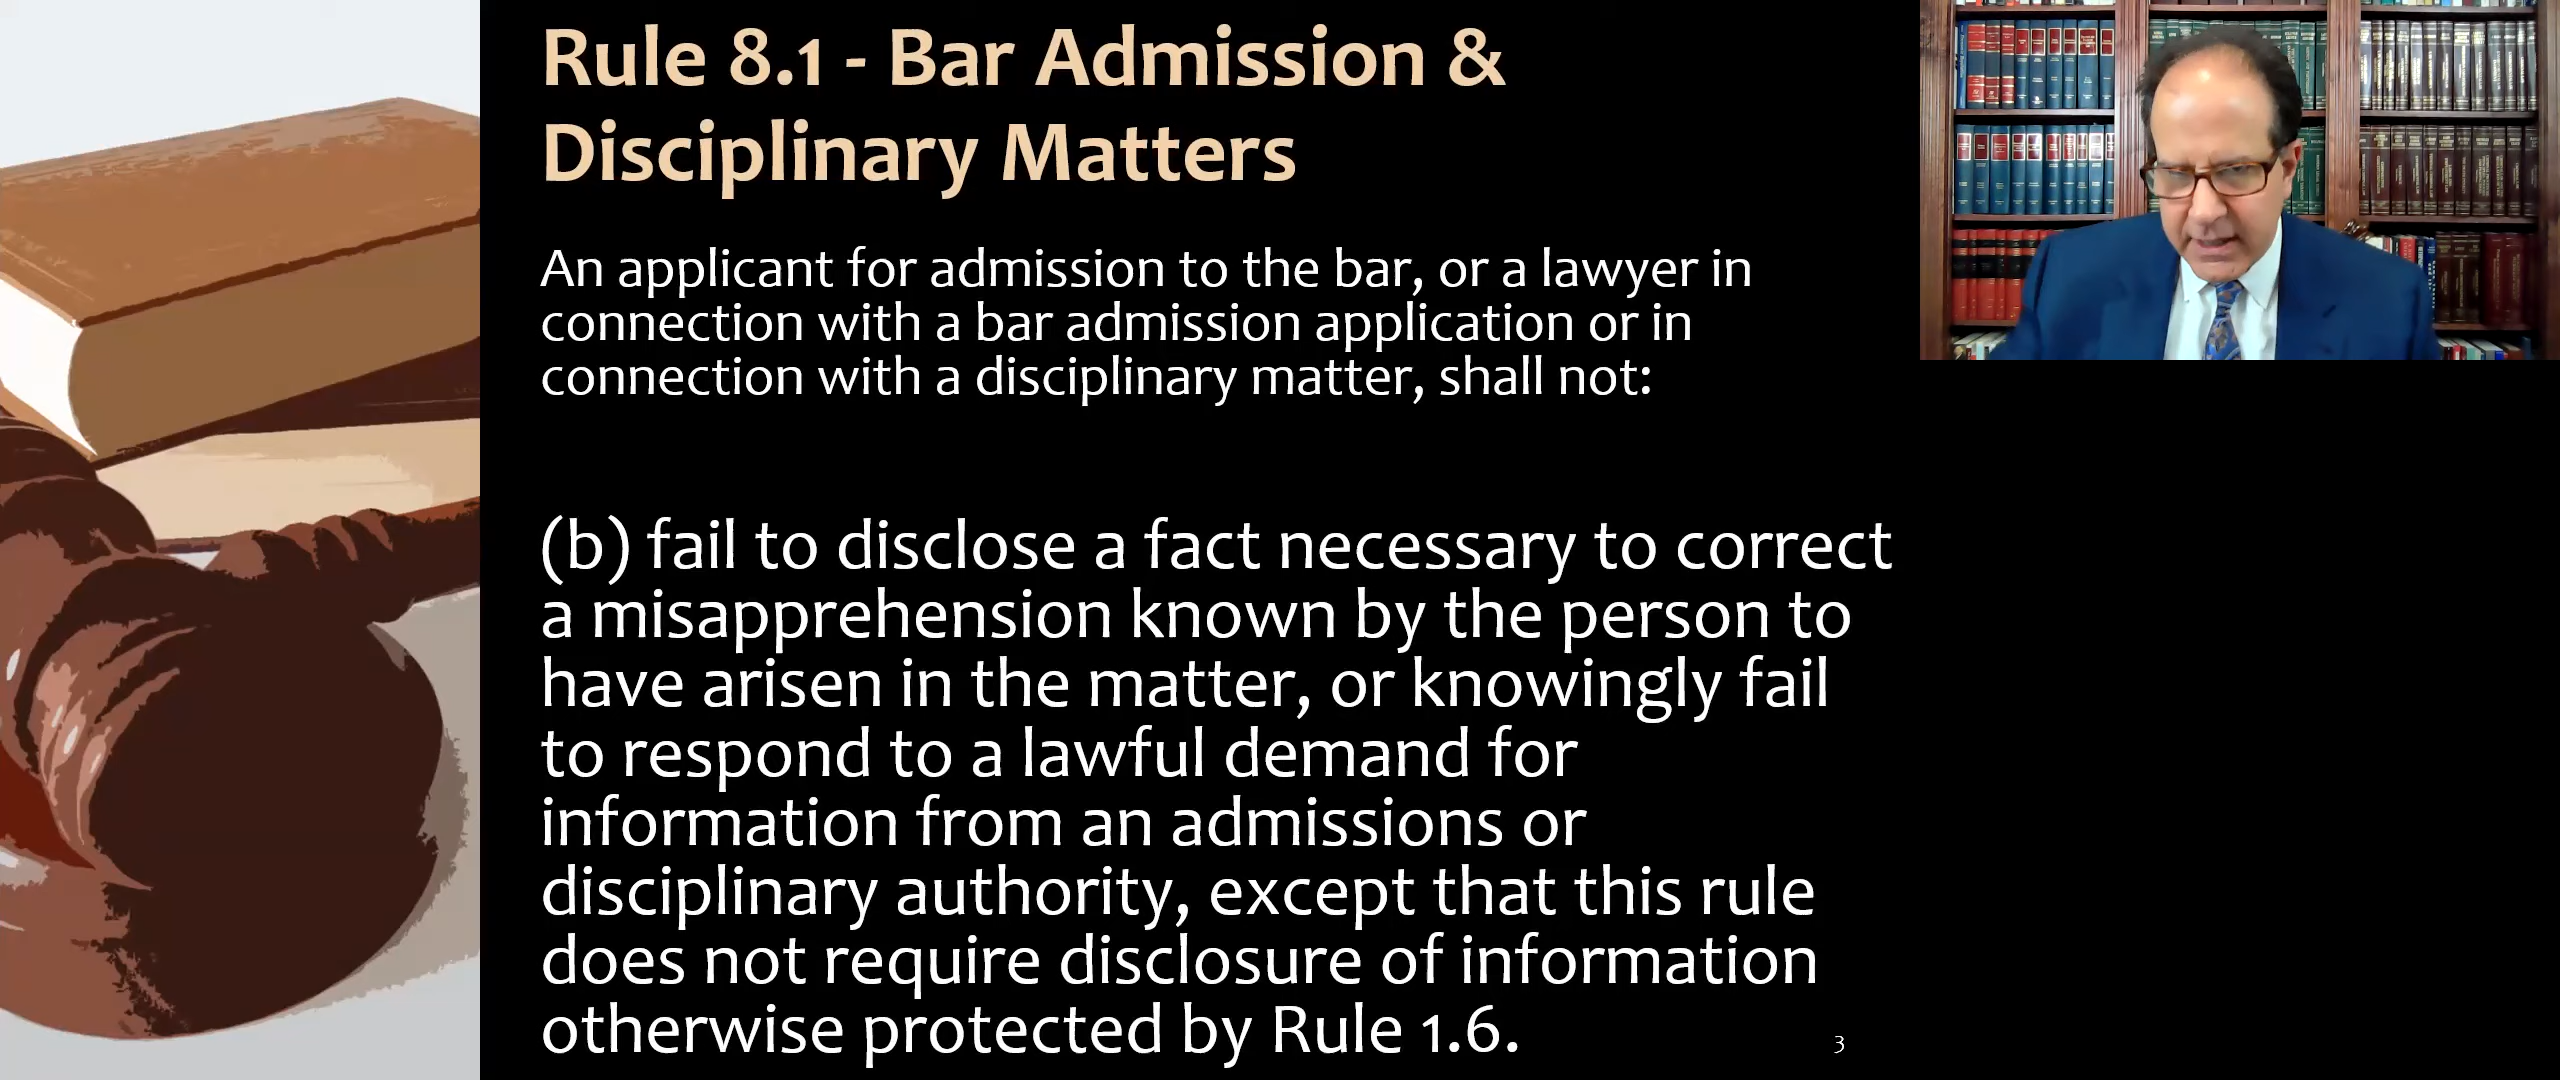 Rule 8.1 - Bar Admission &
Disciplinary Matters
An applicant for admission to the bar, or a lawyer in
connection with a bar admission application or in
connection with a disciplinary matter, shall not:
(b) fail to disclose a fact necessary to correct
a misapprehension known by the person to
have arisen in the matter, or knowingly fail
to respond to a lawful demand for
information from an admissions or
disciplinary authority, except that this rule
does not require disclosure of information
otherwise protected by Rule 1.6.
3